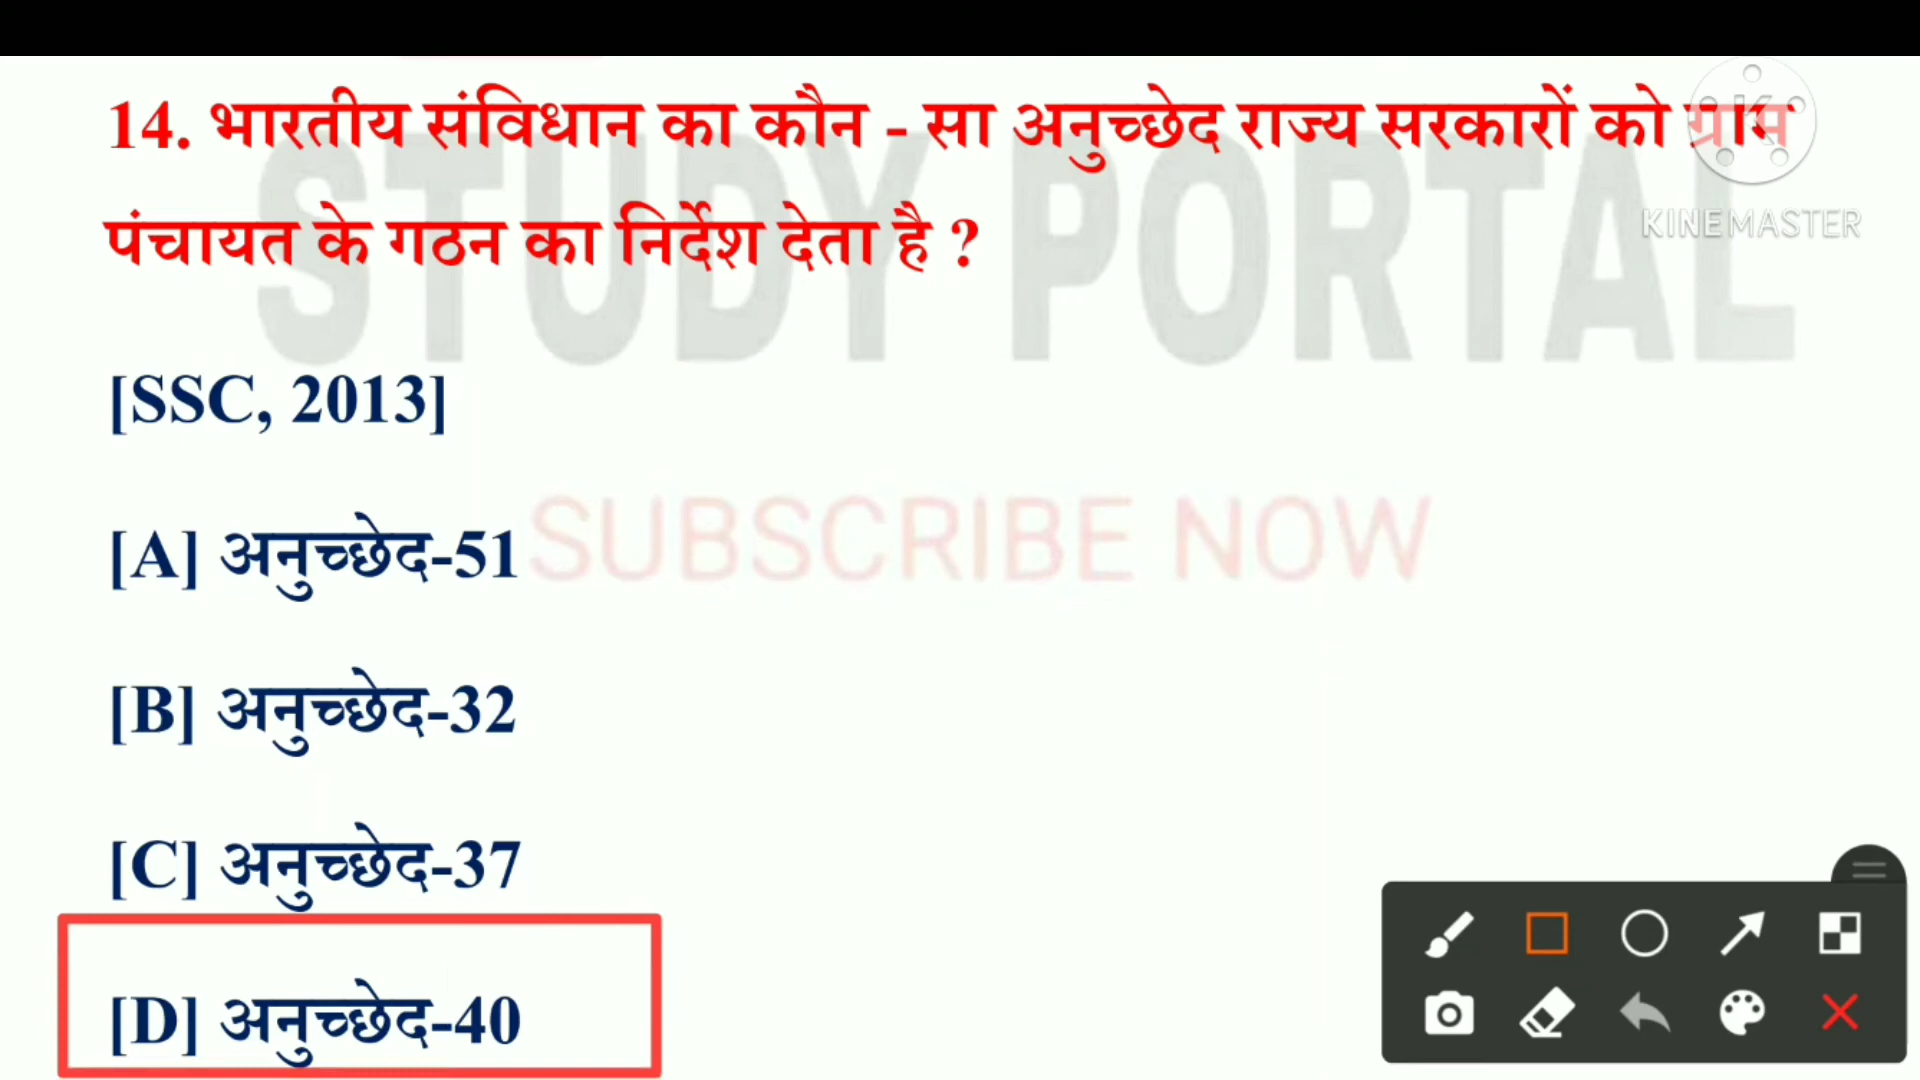 14. भारतीय संविधान का कौन - सा अनुच्छेद राज्य सरकारों को ग्राम
पंचायत के गठन का निर्देश देता है ?
STUDY PORTAL
KINEMASTER
[SSC, 2013]
SUBSCRIBE NOW
[A] अनुच्छेद-51
[B] अनुच्छेद-32
[C] अनुच्छेद-37
[D] अनुच्छेद-40